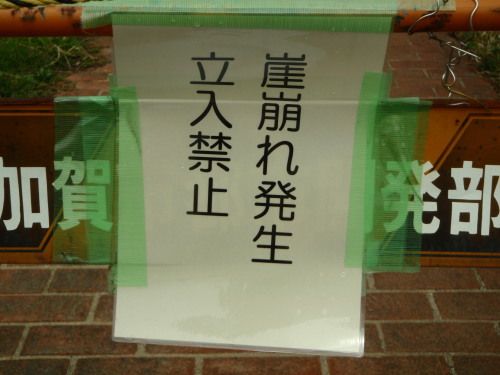 崖崩れ発生
立入禁止
加賀 発部